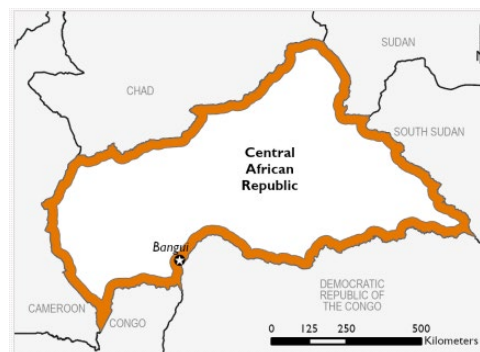 SUDAN
N
CHAD
SOUTH SUDAN
Central
African
Republic
Bangui
DEMOCRATIC
REPUBLIC OF
THE CONGO
CAMEROON
CONGO
0 125 250 500
Kilometers